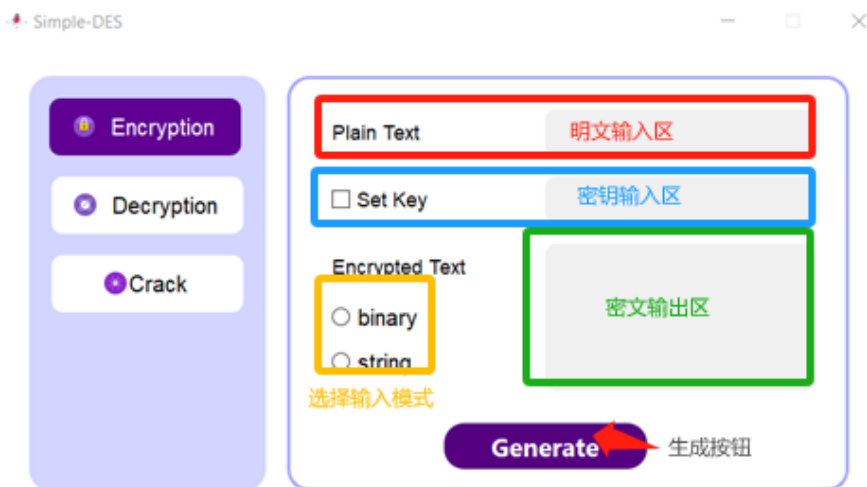 Simple-DES
Encryption
Decryption
Crack
Plain Text
明文输入区
Set Key
密钥输入区
Encrypted Text
密文输出区
binary
string
选择输入模式
Generate
生成按钮